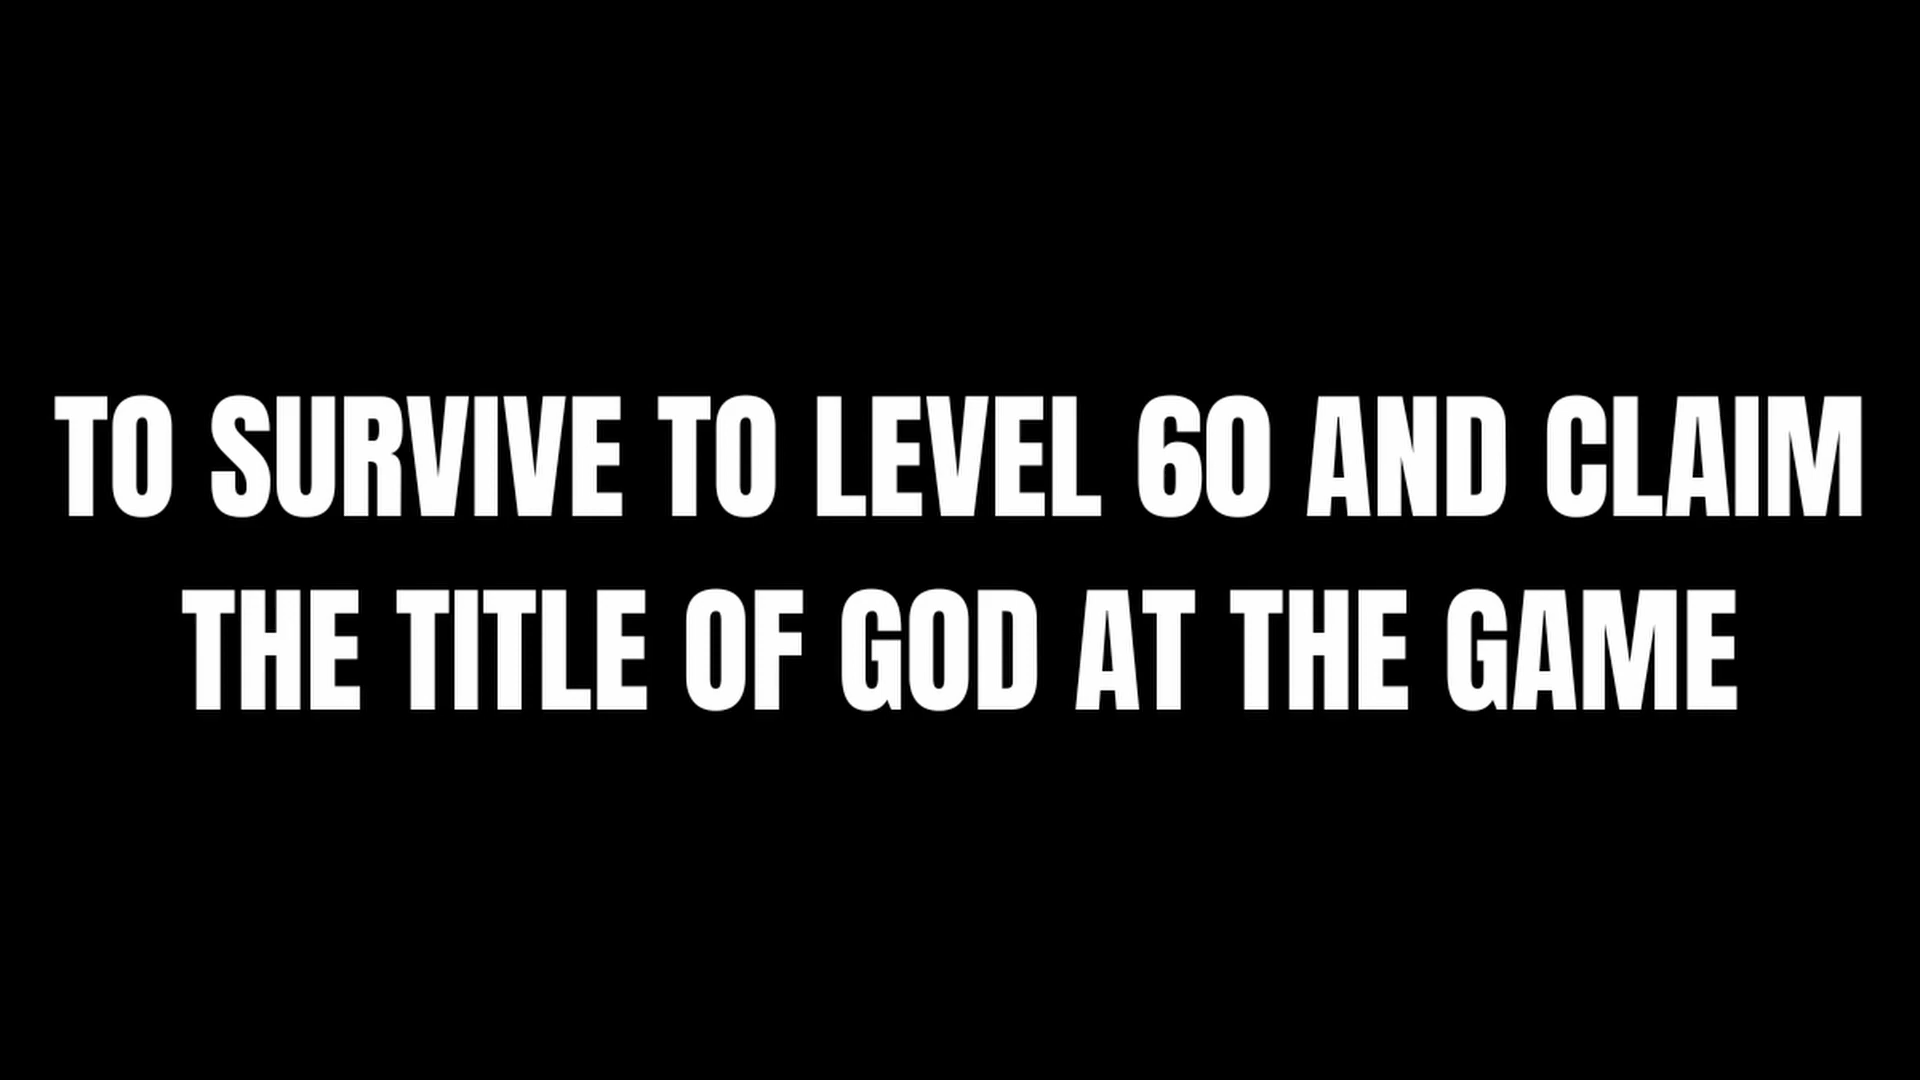 TO SURVIVE TO LEVEL 60 AND CLAIM
THE TITLE OF GOD AT THE GAME